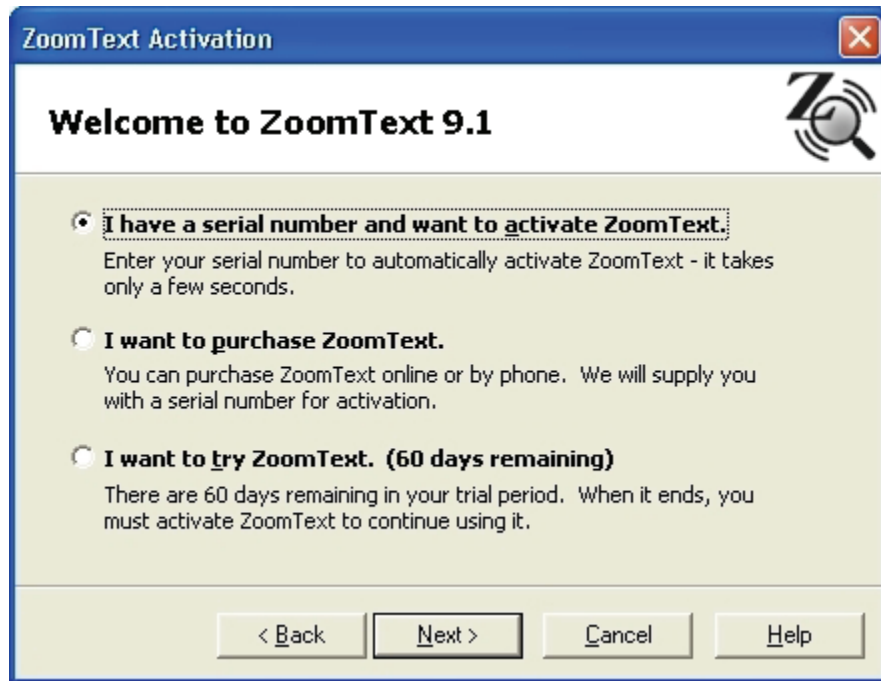 ZoomText Activation
Welcome to ZoomText 9.1
I have a serial number and want to activate ZoomText.
Enter your serial number to automatically activate ZoomText - it takes
only a few seconds.
I want to purchase ZoomText.
You can purchase ZoomText online or by phone.  We will supply you
with a serial number for activation.
I want to try ZoomText.  (60 days remaining)
There are 60 days remaining in your trial period.  When it ends, you
must activate ZoomText to continue using it.
< Back
Next >
Cancel
Help